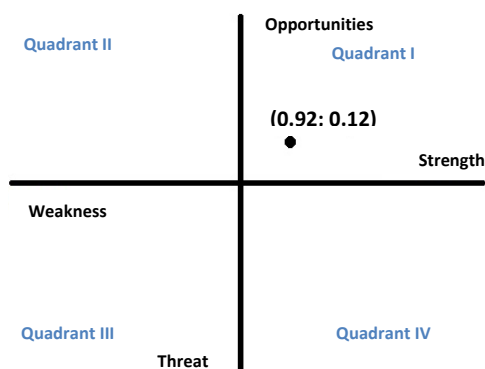 Opportunities
Quadrant II
Quadrant I
(0.92: 0.12)
Strength
Weakness
Quadrant III
Quadrant IV
Threat